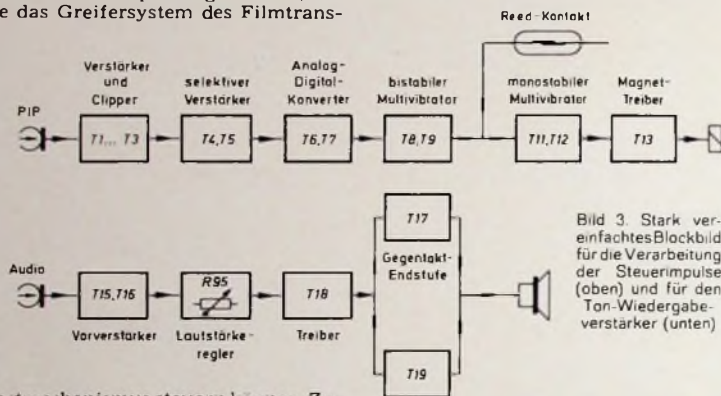 e das Greifersystem des Filmtrans-
Reed-Kontakt
Verstärker
und
Clipper
selektiver
Verstärker
Analog-
Digital-
Konverter
bistabiler
Multivibrator
monostabiler
Multivibrator
Magnet-
Treiber
PIP
T1... T3
T4,T5
T6,T7
T8,T9
T11,T12
T13
Audio
T15,T16
R95
T18
T17
Gegentakt-
Endstufe
T19
Vorverstärker
Lautstärke-
regler
Treiber
Bild 3. Stark ver-
einfachtes Blockbild
für die Verarbeitung
der Steuerimpulse
(oben) und für den
Ton-Wiedergabe-
verstärker (unten)